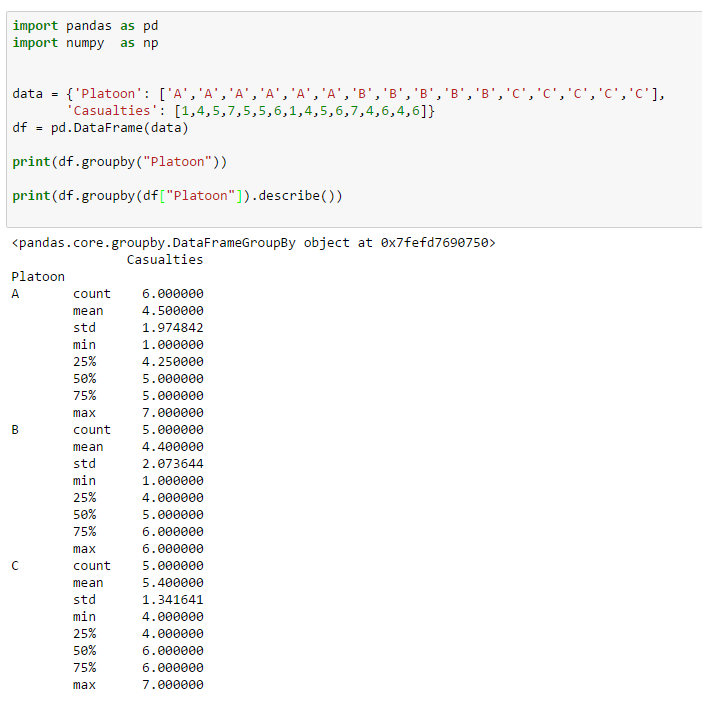 import pandas as pd
import numpy  as np
data = {'Platoon': ['A','A','A','A','A','A','B','B','B','B','B','C','C','C','C','C'],
       'Casualties': [1,4,5,7,5,5,6,1,4,5,6,7,4,6,4,6]}
df = pd.DataFrame(data)
print(df.groupby("Platoon"))
print(df.groupby(df["Platoon"]).describe())
<pandas.core.groupby.DataFrameGroupBy object at 0x7fefd7690750>
               Casualties
Platoon
A       count    6.000000
        mean     4.500000
        std      1.974842
        min      1.000000
        25%      4.250000
        50%      5.000000
        75%      5.000000
        max      7.000000
B       count    5.000000
        mean     4.400000
        std      2.073644
        min      1.000000
        25%      4.000000
        50%      5.000000
        75%      6.000000
        max      6.000000
C       count    5.000000
        mean     5.400000
        std      1.341641
        min      4.000000
        25%      4.000000
        50%      6.000000
        75%      6.000000
        max      7.000000